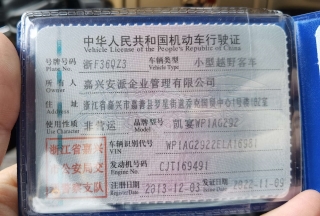 中华人民共和国机动车行驶证
Vehicle License of the People's Republic of China
号牌号码 浙F360Z3 车辆类型 小型越野客车
Plate No. Vehicle Type
所有人 嘉兴安派企业管理有限公司
Owner
住址 浙江省嘉兴市嘉善县罗星街道
使用性质 非营运 品牌型号 凯宴WP1AG292
Use Character Model
浙江省嘉兴 车辆识别代号
VIN
公安局交 发动机号码 CJT169491
Engine No.
警支队 注册日期 2013-12-03 发证日期 2022-11-09
Register Date Issue Date